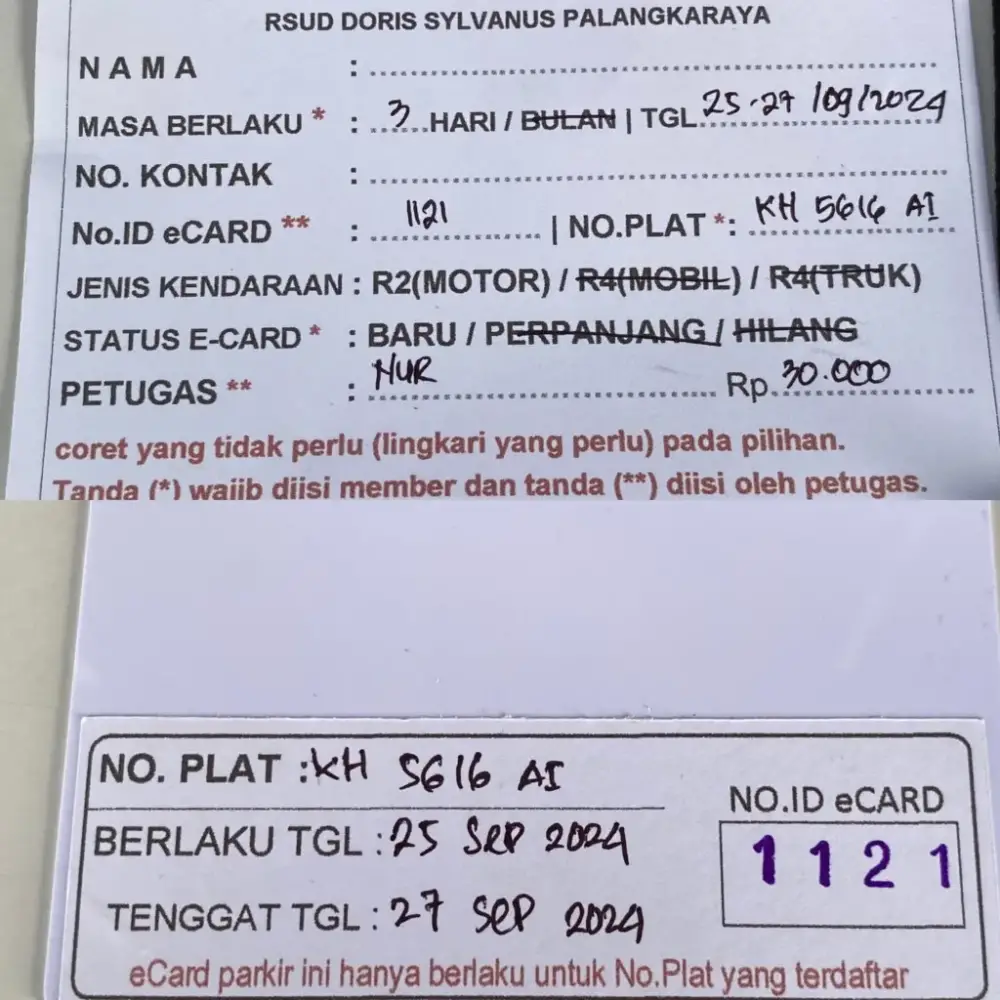 RSUD DORIS SYLVANUS PALANGKARAYA
NAMA : ........
MASA BERLAKU * : 3 HARI / BULAN | TGL. 25-27 /09/2024
NO. KONTAK : ........
No.ID eCARD ** : 1121 | NO.PLAT *: KH 5616 AI
JENIS KENDARAAN : R2(MOTOR) / R4(MOBIL) / R4(TRUK)
STATUS E-CARD * : BARU / PERPANJANG / HILANG
PETUGAS ** : NUR Rp. 30.000
coret yang tidak perlu (lingkari yang perlu) pada pilihan.
Tanda (*) wajib diisi member dan tanda (**) diisi oleh petugas.
NO. PLAT : KH 5616 AI
NO.ID eCARD
1121
BERLAKU TGL : 25 Sep 2024
TENGGAT TGL : 27 Sep 2024
eCard parkir ini hanya berlaku untuk No.Plat yang terdaftar